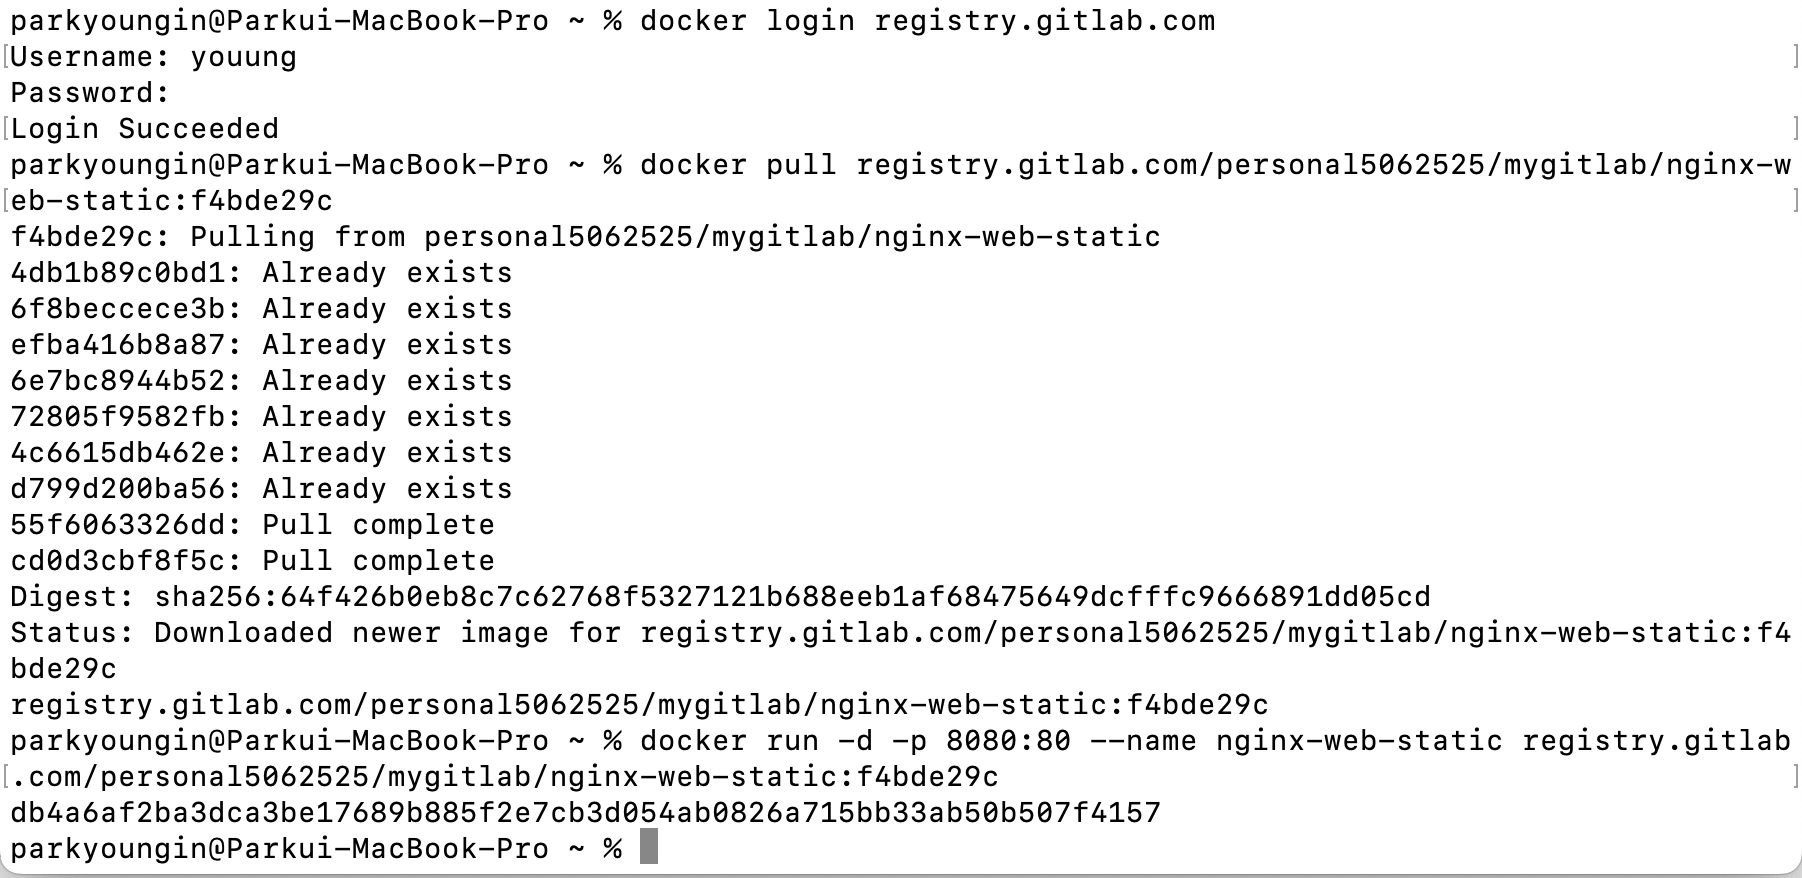 parkyoungin@Parkui-MacBook-Pro ~ % docker login registry.gitlab.com
[Username: youung ]
Password:
[Login Succeeded ]
parkyoungin@Parkui-MacBook-Pro ~ % docker pull registry.gitlab.com/personal5062525/mygitlab/nginx-w
[eb-static:f4bde29c ]
f4bde29c: Pulling from personal5062525/mygitlab/nginx-web-static
4db1b89c0bd1: Already exists
6f8beccece3b: Already exists
efba416b8a87: Already exists
6e7bc8944b52: Already exists
72805f9582fb: Already exists
4c6615db462e: Already exists
d799d200ba56: Already exists
55f6063326dd: Pull complete
cd0d3cbf8f5c: Pull complete
Digest: sha256:64f426b0eb8c7c62768f5327121b688eeb1af68475649dcfffc9666891dd05cd
Status: Downloaded newer image for registry.gitlab.com/personal5062525/mygitlab/nginx-web-static:f4
bde29c
registry.gitlab.com/personal5062525/mygitlab/nginx-web-static:f4bde29c
parkyoungin@Parkui-MacBook-Pro ~ % docker run -d -p 8080:80 --name nginx-web-static registry.gitlab
[.com/personal5062525/mygitlab/nginx-web-static:f4bde29c ]
db4a6af2ba3dca3be17689b885f2e7cb3d054ab0826a715bb33ab50b507f4157
parkyoungin@Parkui-MacBook-Pro ~ %